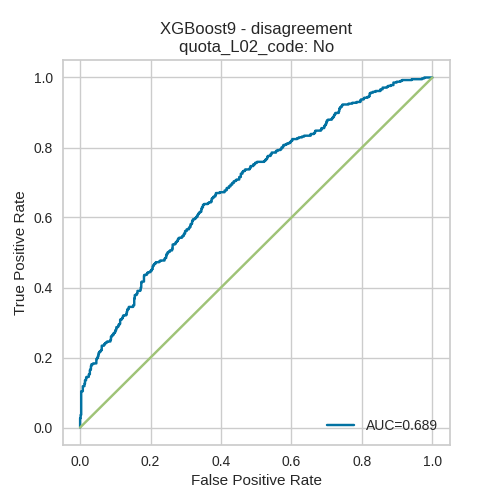 XGBoost9 - disagreement
quota_L02_code: No
1.0
0.8
0.6
0.4
0.2
0.0
True Positive Rate
AUC=0.689
0.0 0.2 0.4 0.6 0.8 1.0
False Positive Rate